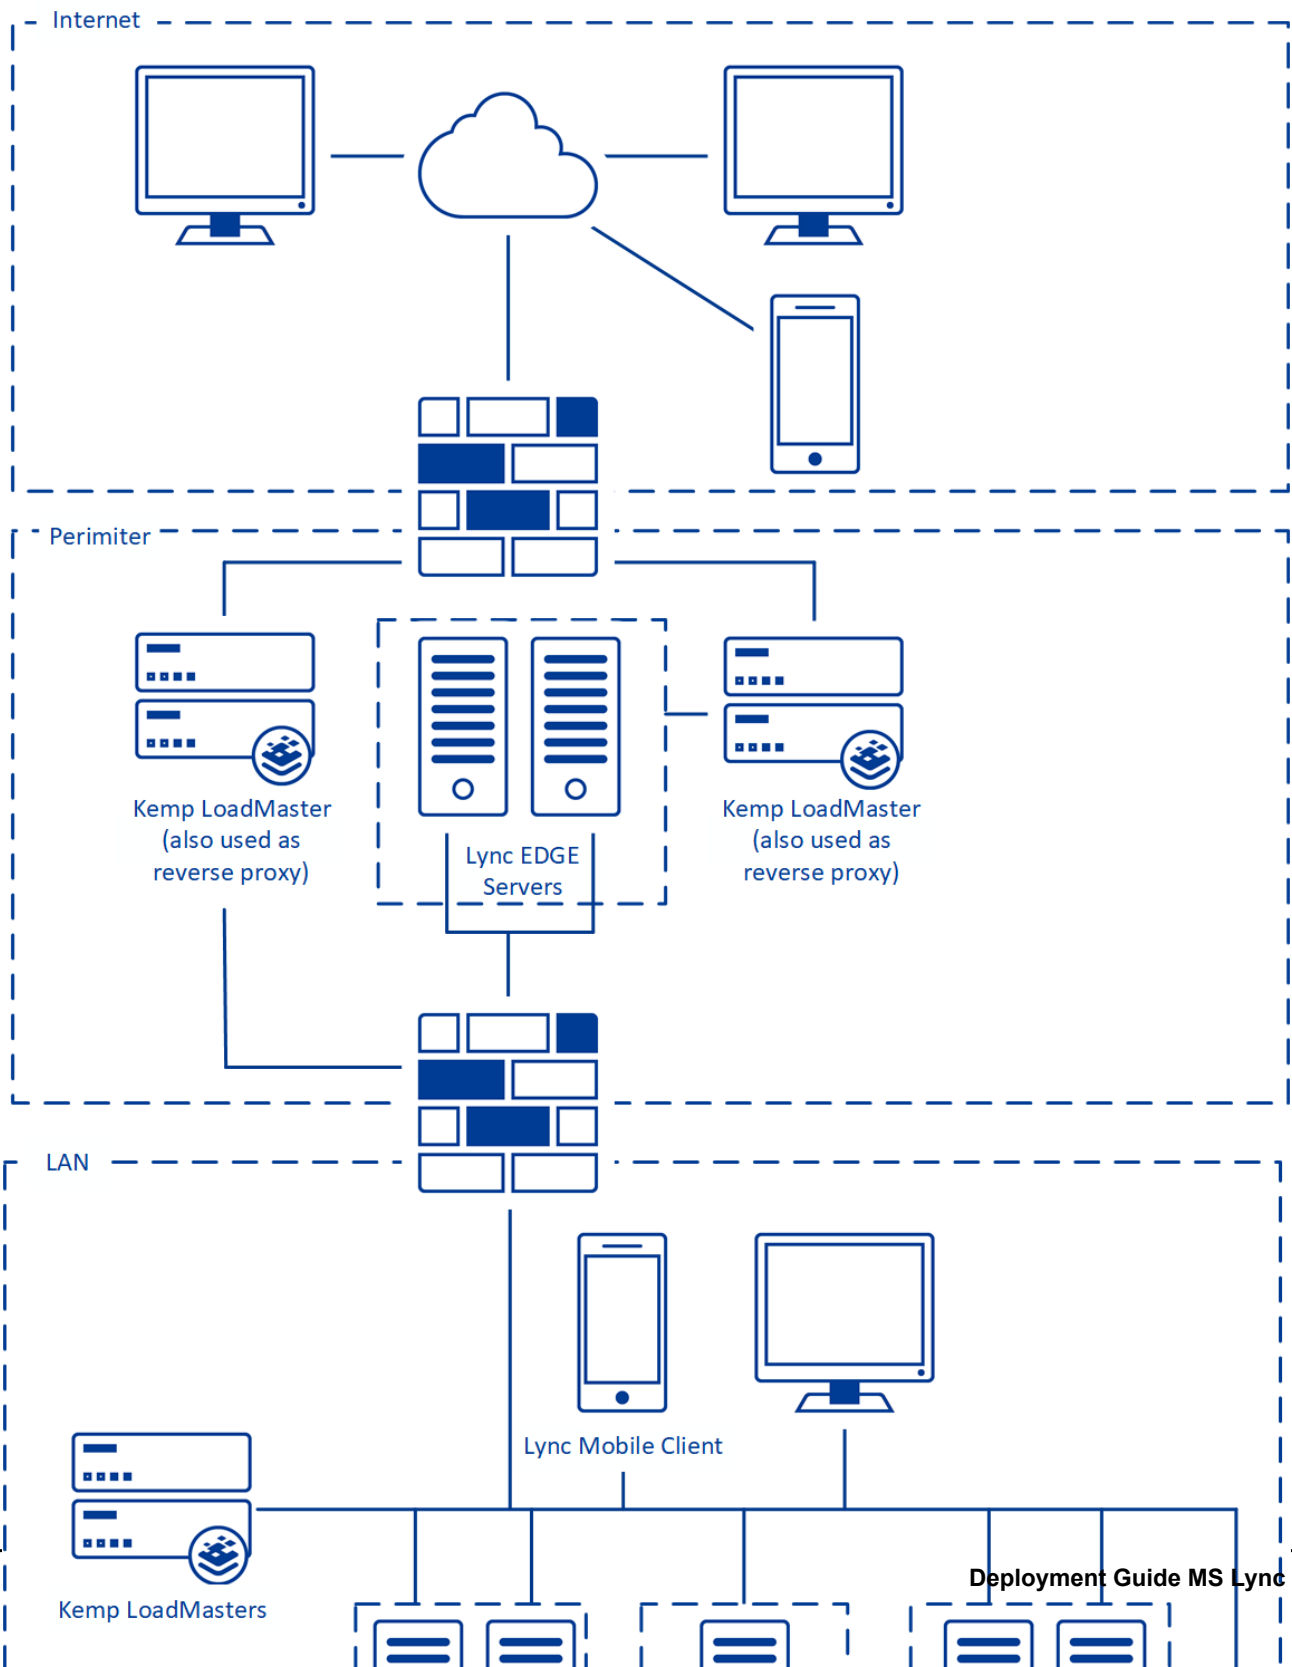 Internet
Perimiter
Kemp LoadMaster
(also used as
reverse proxy)
Lync EDGE
Servers
Kemp LoadMaster
(also used as
reverse proxy)
LAN
Lync Mobile Client
Kemp LoadMasters
Deployment Guide MS Lync